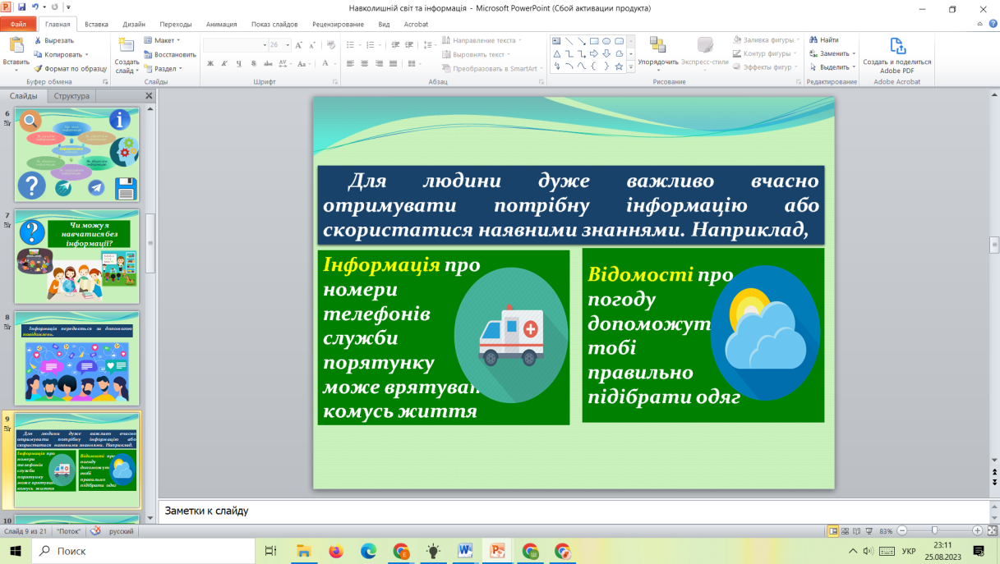 Навколишній світ та інформація - Microsoft PowerPoint (Сбой активации продукта)
Файл Главная Вставка Дизайн Переходы Анимация Показ слайдов Рецензирование Вид Acrobat
Вставить
Вырезать
Копировать
Формат по образцу
Буфер обмена
Создать слайд
Макет
Восстановить
Раздел
Слайды
26
Шрифт
Направление текста
Выровнять текст
Преобразовать в SmartArt
Абзац
Упорядочить
Экспресс-стили
Заливка фигуры
Контур фигуры
Эффекты фигур
Рисование
Найти
Заменить
Выделить
Редактирование
Создать и поделиться
Adobe PDF
Adobe Acrobat
Слайды Структура
6
7
Чи можу я
навчатися без
інформації?
8
Інформація передається за допомогою
повідомлень.
9
Для людини дуже важливо вчасно
отримувати потрібну інформацію або
скористатися наявними знаннями. Наприклад,
Інформація про
номери
телефонів
служби
порятунку
може врятуват
комусь життя
Відомості про
погоду
допоможут
тобі
правильно
підібрати одяг
10
Для людини дуже важливо вчасно
отримувати потрібну інформацію або
скористатися наявними знаннями. Наприклад,
Інформація про
номери
телефонів
служби
порятунку
може врятуват
комусь життя
Відомості про
погоду
допоможут
тобі
правильно
підібрати одяг
Заметки к слайду
Слайд 9 из 21 "Поток" русский 83%
Поиск
УКР
23:11
25.08.2023